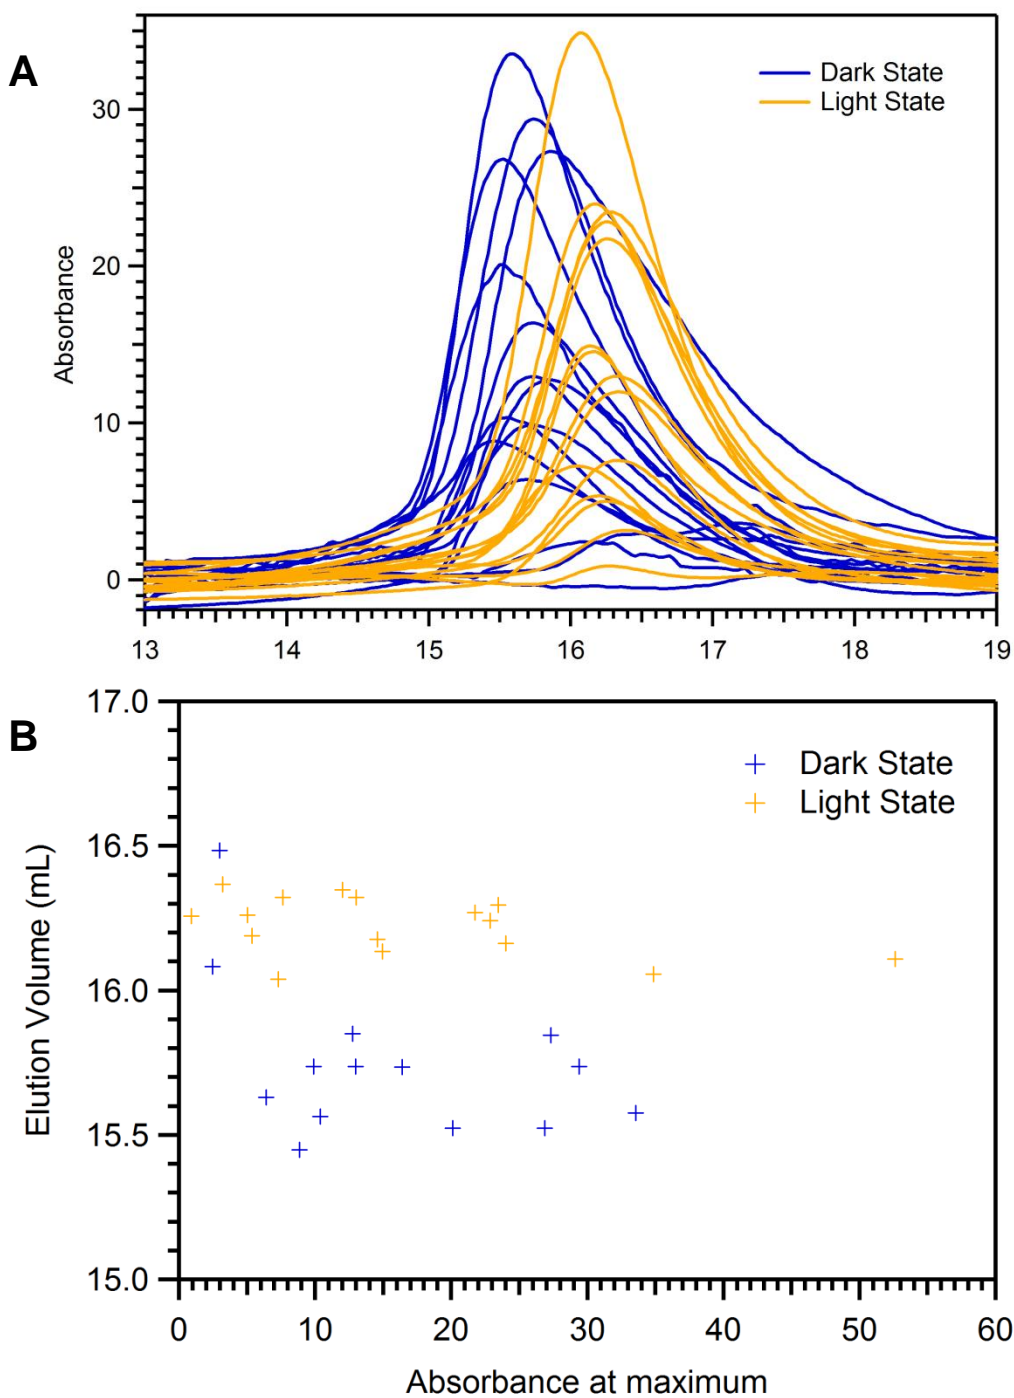 A
Dark State
Light State
30
20
10
0
Absorbance
13 14 15 16 17 18 19
B
Dark State
Light State
17.0
16.5
16.0
15.5
15.0
Elution Volume (mL)
0 10 20 30 40 50 60
Absorbance at maximum